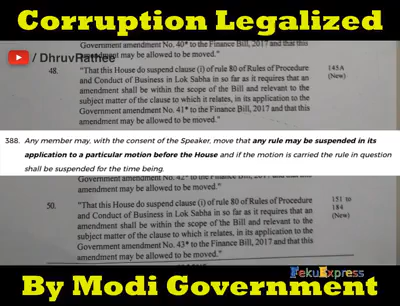 Corruption Legalized
Government amendment No. 40* to the Finance Bill, 2017 and that this
/ DhruvRathee
amendment may be allowed to be moved."
48. "That this House do suspend clause (i) of rule 80 of Rules of Procedure 145A
and Conduct of Business in Lok Sabha in so far as it requires that an (New)
amendment shall be within the scope of the Bill and relevant to the
subject matter of the clause to which it relates, in its application to the
Government amendment No. 41* to the Finance Bill, 2017 and that this
amendment may be allowed to be moved."
388. Any member may, with the consent of the Speaker, move that any rule may be suspended in its
application to a particular motion before the House and if the motion is carried the rule in question
shall be suspended for the time being.
Government amendment No. 42* to the Finance Bill, 2017 and that this
amendment may be allowed to be moved."
50. "That this House do suspend clause (i) of rule 80 of Rules of Procedure 151 to
and Conduct of Business in Lok Sabha in so far as it requires that an 184
amendment shall be within the scope of the Bill and relevant to the (New)
subject matter of the clause to which it relates, in its application to the
Government amendment No. 43* to the Finance Bill, 2017 and that this
amendment may be allowed to be moved."
FekuExpress
By Modi Government